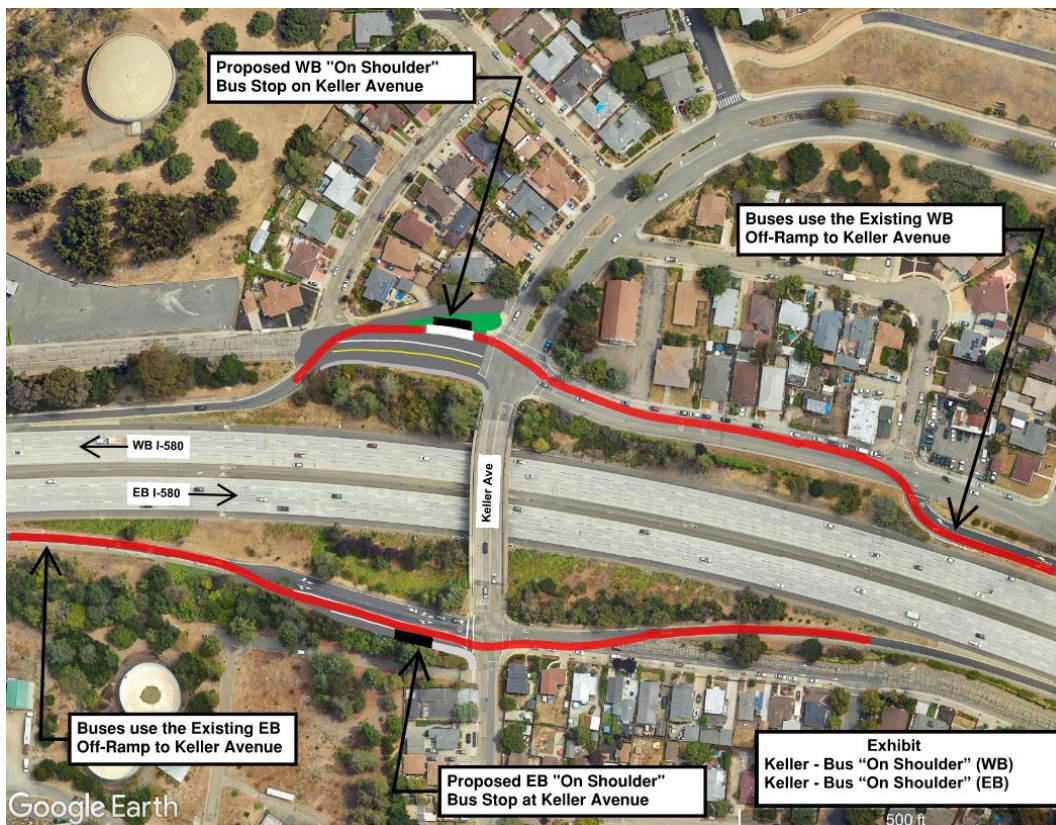 Proposed WB "On Shoulder"
Bus Stop on Keller Avenue
Buses use the Existing WB
Off-Ramp to Keller Avenue
WB I-580
EB I-580
Keller Ave
Buses use the Existing EB
Off-Ramp to Keller Avenue
Proposed EB "On Shoulder"
Bus Stop at Keller Avenue
Exhibit
Keller - Bus “On Shoulder” (WB)
Keller - Bus “On Shoulder” (EB)
Google Earth
500 ft